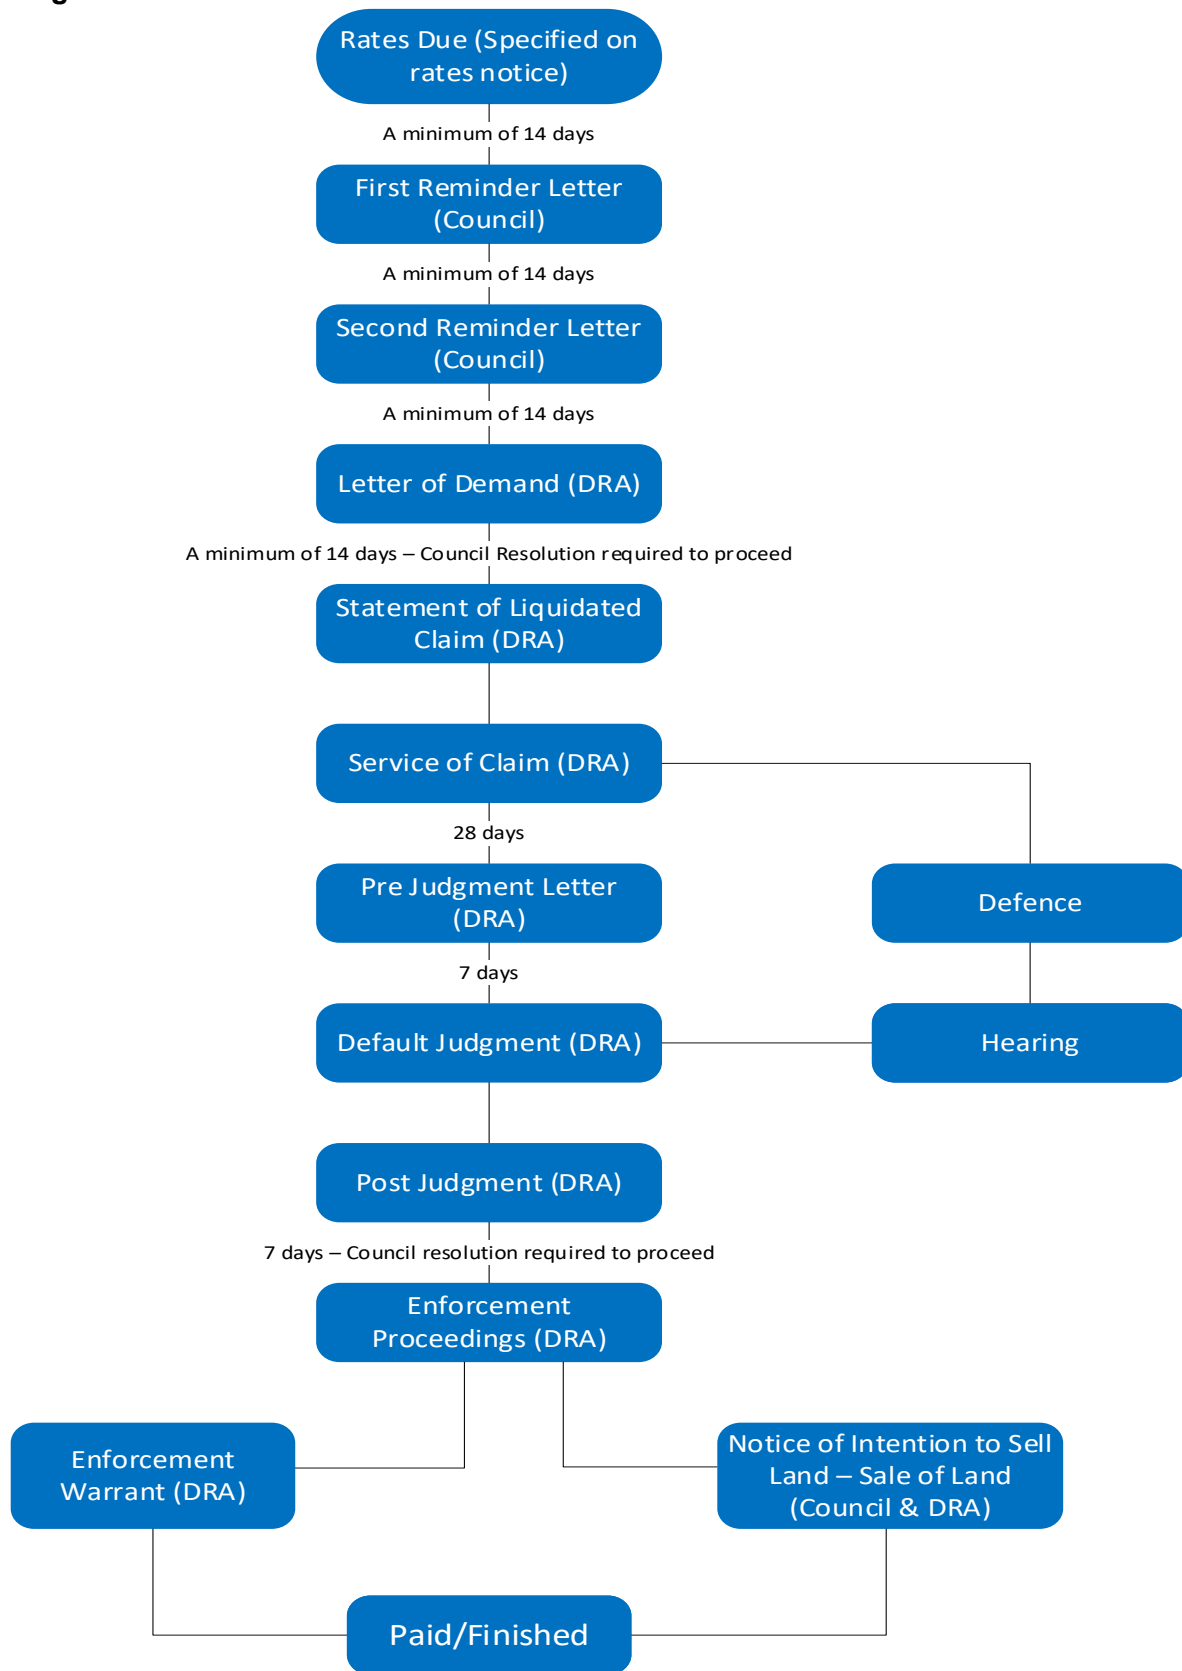 Rates Due (Specified on
rates notice)
A minimum of 14 days
First Reminder Letter
(Council)
A minimum of 14 days
Second Reminder Letter
(Council)
A minimum of 14 days
Letter of Demand (DRA)
A minimum of 14 days – Council Resolution required to proceed
Statement of Liquidated
Claim (DRA)
Service of Claim (DRA)
28 days
Pre Judgment Letter
(DRA)
Defence
7 days
Default Judgment (DRA)
Hearing
Post Judgment (DRA)
7 days – Council resolution required to proceed
Enforcement
Proceedings (DRA)
Enforcement
Warrant (DRA)
Notice of Intention to Sell
Land – Sale of Land
(Council & DRA)
Paid/Finished